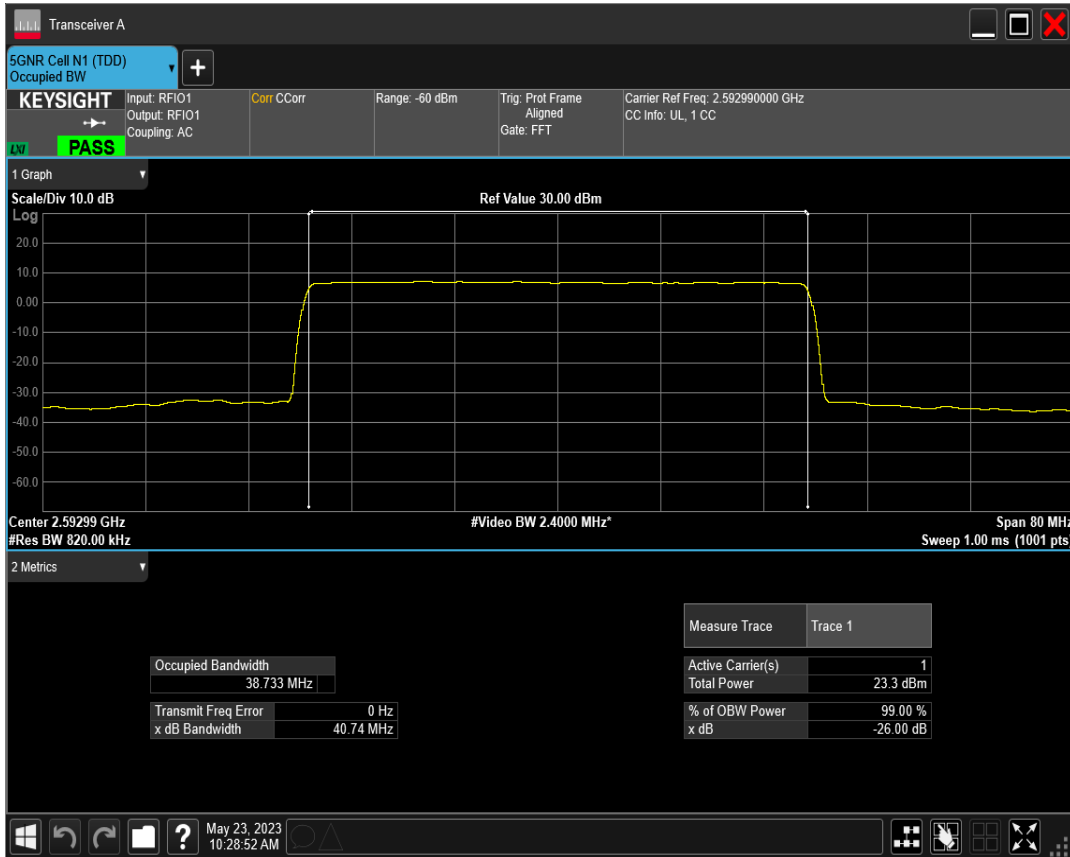 Transceiver A
5GNR Cell N1 (TDD)
Occupied BW
+
KEYSIGHT
LXI
PASS
Input: RFIO1
Output: RFIO1
Coupling: AC
Corr CCorr
Range: -60 dBm
Trig: Prot Frame
Aligned
Gate: FFT
Carrier Ref Freq: 2.592990000 GHz
CC Info: UL, 1 CC
1 Graph
Scale/Div 10.0 dB
Ref Value 30.00 dBm
Log
20.0
10.0
0.00
-10.0
-20.0
-30.0
-40.0
-50.0
-60.0
Center 2.59299 GHz
#Video BW 2.4000 MHz*
Span 80 MHz
#Res BW 820.00 kHz
Sweep 1.00 ms (1001 pts)
2 Metrics
Measure Trace Trace 1
Occupied Bandwidth
38.733 MHz
Active Carrier(s) 1
Total Power 23.3 dBm
Transmit Freq Error 0 Hz
x dB Bandwidth 40.74 MHz
% of OBW Power 99.00 %
x dB -26.00 dB
?
May 23, 2023
10:28:52 AM